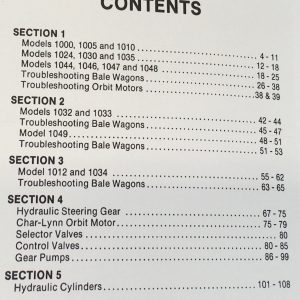 CONTENTS
SECTION 1
Models 1000, 1005 and 1010 .......... 4 - 11
Models 1024, 1030 and 1035 .......... 12 - 18
Models 1044, 1046, 1047 and 1048 .......... 18 - 25
Troubleshooting Bale Wagons .......... 26 - 38
Troubleshooting Orbit Motors .......... 38 & 39
SECTION 2
Models 1032 and 1033 .......... 42 - 44
Troubleshooting Bale Wagons .......... 45 - 47
Model 1049 .......... 48 - 51
Troubleshooting Bale Wagons .......... 51 - 53
SECTION 3
Model 1012 and 1034 .......... 55 - 62
Troubleshooting Bale Wagons .......... 63 - 65
SECTION 4
Hydraulic Steering Gear .......... 67 - 75
Char-Lynn Orbit Motor .......... 75 - 79
Selector Valves .......... 80
Control Valves .......... 80 - 85
Gear Pumps .......... 86 - 99
SECTION 5
Hydraulic Cylinders .......... 101 - 108